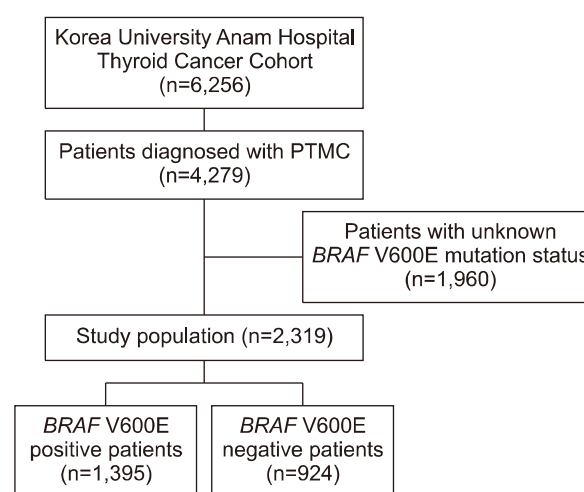 Korea University Anam Hospital
Thyroid Cancer Cohort
(n=6,256)
Patients diagnosed with PTMC
(n=4,279)
Patients with unknown
BRAF V600E mutation status
(n=1,960)
Study population (n=2,319)
BRAF V600E
positive patients
(n=1,395)
BRAF V600E
negative patients
(n=924)